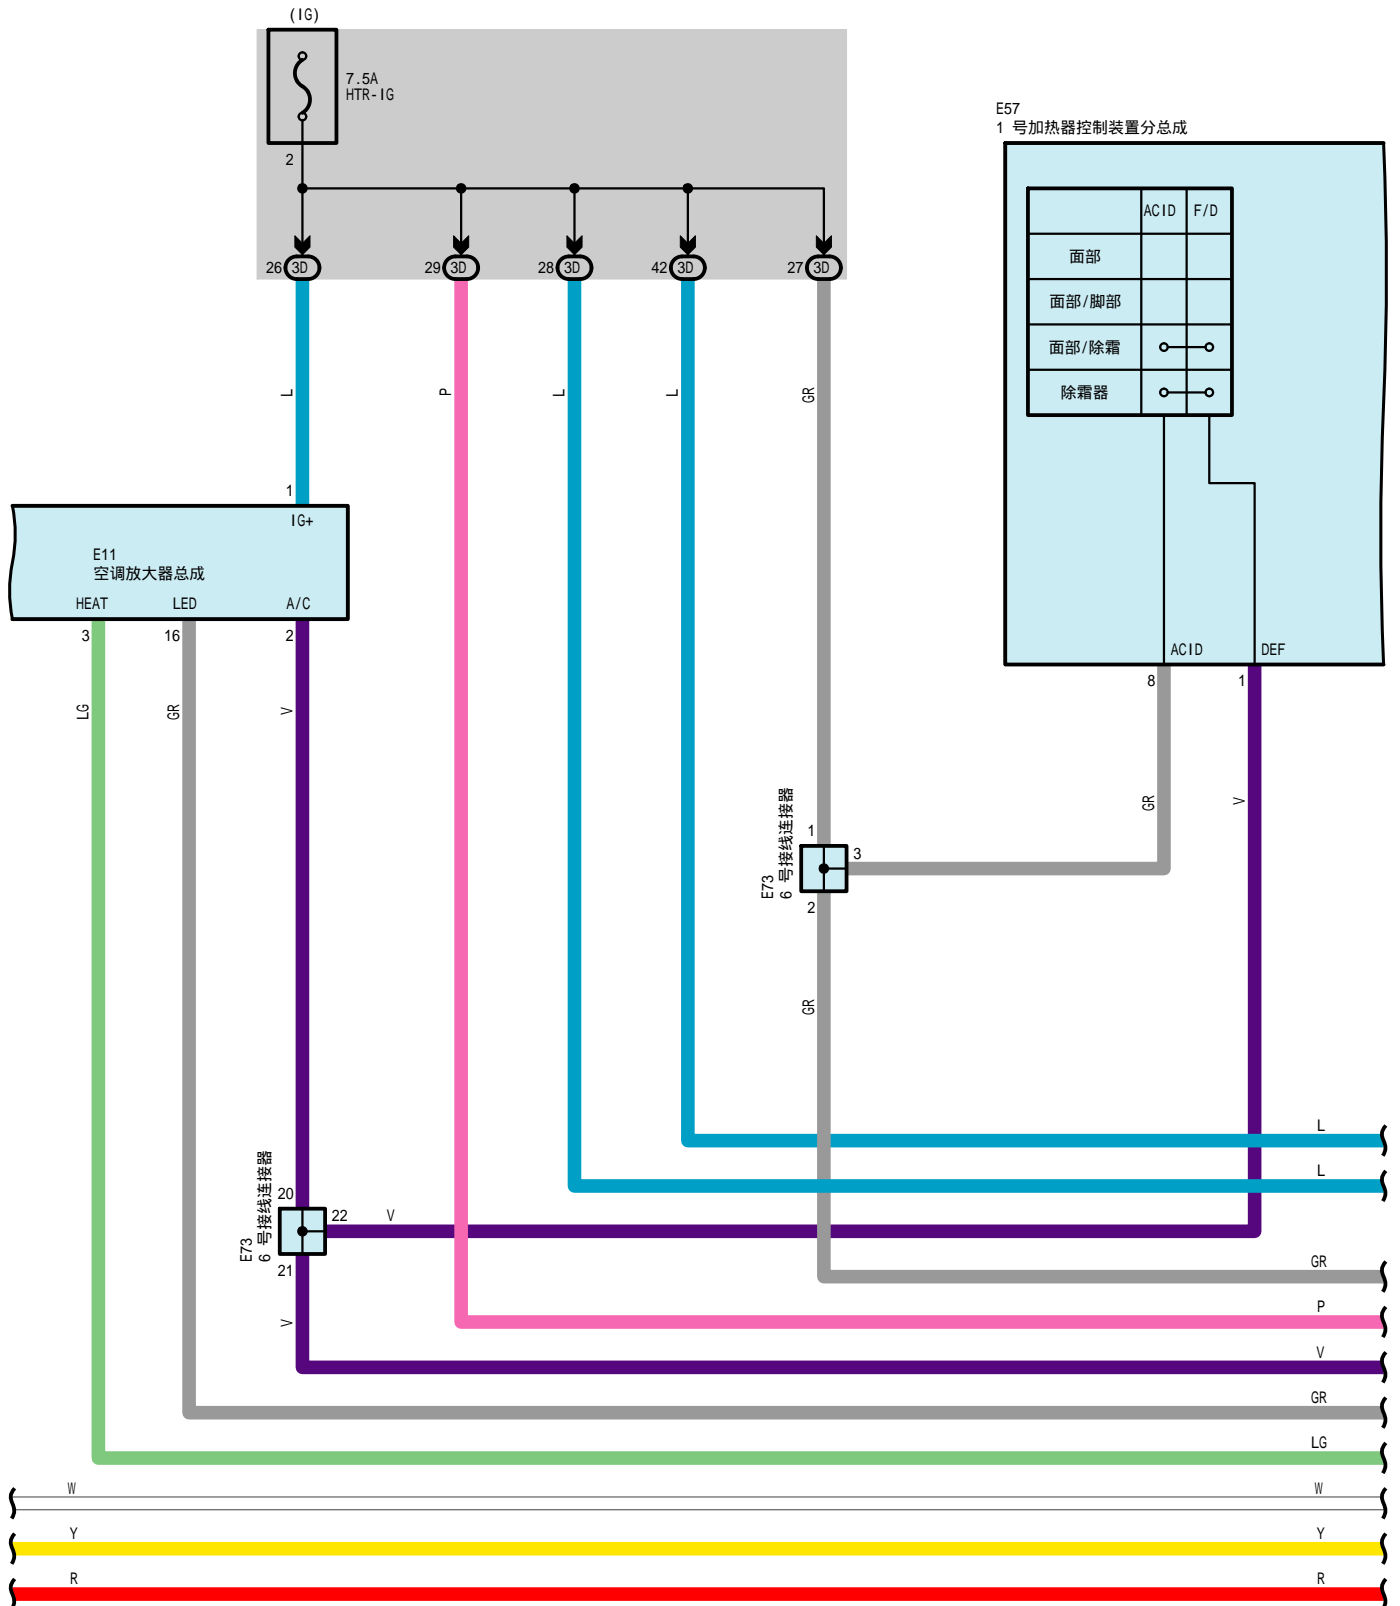 (IG)
7.5A
HTR-IG
2
26 3D
29 3D
28 3D
42 3D
27 3D
E57
1 号加热器控制装置分总成
ACID F/D
面部
面部/脚部
面部/除霜
除霜器
L
P
L
L
GR
1
IG+
E11
空调放大器总成
HEAT LED A/C
3
16
2
ACID
DEF
8
1
LG
GR
V
GR
V
1
3
2
E73
6 号接线连接器
GR
20
22
V
21
E73
6 号接线连接器
V
L
L
GR
P
V
GR
LG
W
W
Y
Y
R
R